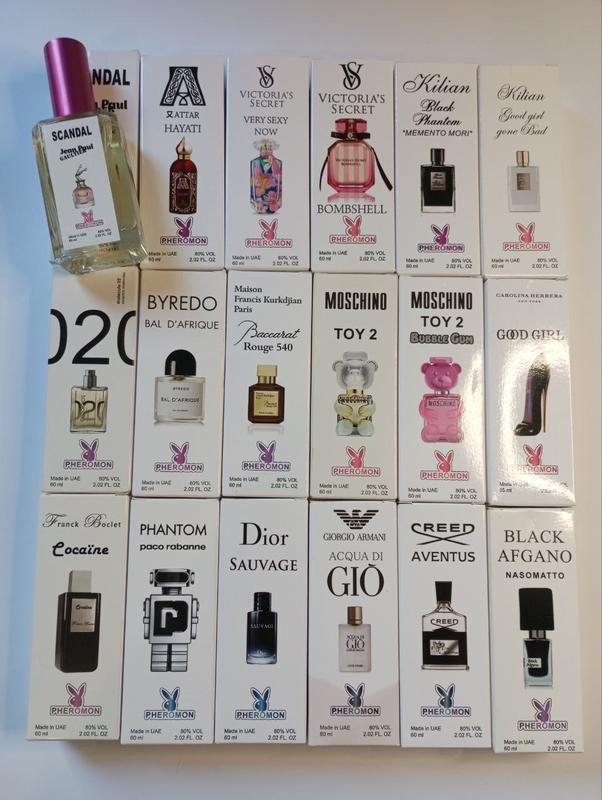 SCANDAL
Jean Paul
GAULTIER
PHEROMON
NDAL
Paul
ATTAR
HAYATI
PHEROMON
Made in UAE 80% VOL
60 ml 2.02 FL. OZ
VS
VICTORIA'S
SECRET
VERY SEXY
NOW
PHEROMON
Made in UAE 80% VOL
60 ml 2.02 FL. OZ
VS
VICTORIA'S
SECRET
BOMBSHELL
PHEROMON
Made in UAE 80% VOL
60 ml 2.02 FL. OZ
Kilian
Black
Phantom
"MEMENTO MORI"
PHEROMON
Made in UAE 80% VOL
60 ml 2.02 FL. OZ
Kilian
Good girl
gone Bad
PHEROMON
Made in UAE 80% VOL
60 ml 2.02 FL. OZ
020
PHEROMON
Made in UAE 80% VOL
60 ml 2.02 FL. OZ
BYREDO
BAL D'AFRIQUE
BYREDO
BAL D'AFRIQUE
PHEROMON
Made in UAE 80% VOL
60 ml 2.02 FL. OZ
Maison
Francis Kurkdjian
Paris
Baccarat
Rouge 540
PHEROMON
Made in UAE 80% VOL
60 ml 2.02 FL. OZ
MOSCHINO
TOY 2
PHEROMON
Made in UAE 80% VOL
60 ml 2.02 FL. OZ
MOSCHINO
TOY 2
BUBBLE GUM
MOSCHINO
PHEROMON
Made in UAE 80% VOL
60 ml 2.02 FL. OZ
CAROLINA HERRERA
NEW YORK
GOOD GIRL
PHEROMON
Made in UAE 80% VOL
Franck Boclet
Cocaïne
PHEROMON
Made in UAE 80% VOL
60 ml 2.02 FL. OZ
PHANTOM
paco rabanne
PHEROMON
Made in UAE 80% VOL
60 ml 2.02 FL. OZ
Dior
SAUVAGE
SAUVAGE
Dior
PHEROMON
Made in UAE 80% VOL
60 ml 2.02 FL. OZ
GIORGIO ARMANI
ACQUA DI
GIÒ
ACQUA DI
GIÒ
PHEROMON
Made in UAE 80% VOL
60 ml 2.02 FL. OZ
CREED
AVENTUS
CREED
PHEROMON
Made in UAE 80% VOL
60 ml 2.02 FL. OZ
BLACK
AFGANO
NASOMATTO
Black
Afgano
PHEROMON
Made in UAE 80% VOL
60 ml 2.02 FL. OZ